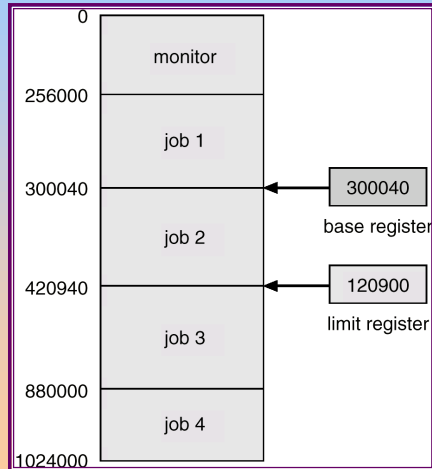 0
monitor
256000
job 1
300040
300040
base register
job 2
420940
120900
limit register
job 3
880000
job 4
1024000